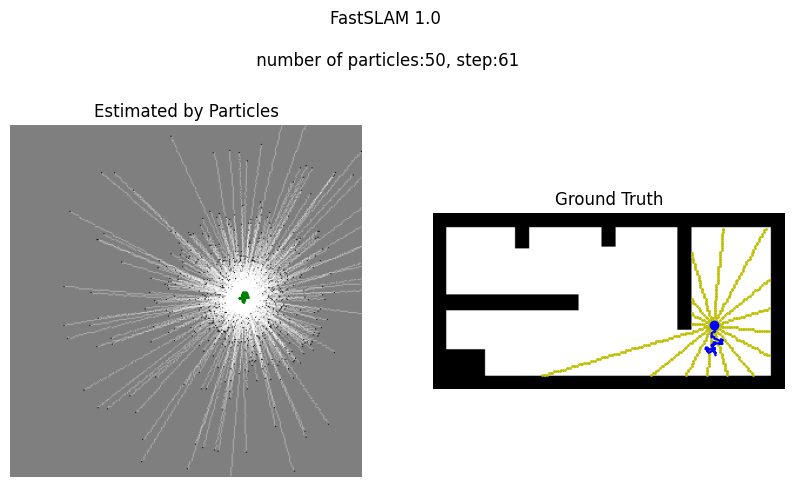 FastSLAM 1.0
number of particles:50, step:61
Estimated by Particles
Ground Truth